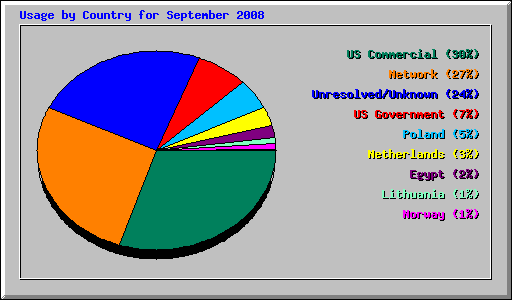 Usage by Country for September 2008
US Commercial (30%)
Network (27%)
Unresolved/Unknown (24%)
US Government (7%)
Poland (5%)
Netherlands (3%)
Egypt (2%)
Lithuania (1%)
Norway (1%)